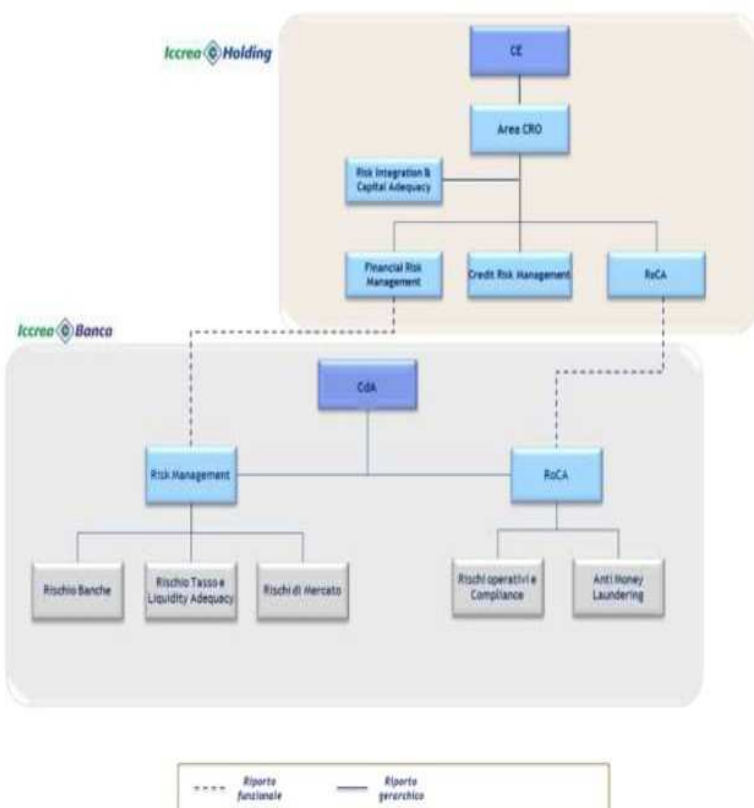 Iccrea Holding
CE
Area CRO
Risk Integration &
Capital Adequacy
Financial Risk
Management
Credit Risk Management
RoCA
Iccrea Banca
CdA
Risk Management
RoCA
Rischio Banche
Rischio Tasso e
Liquidity Adequacy
Rischi di Mercato
Rischi operativi e
Compliance
Anti Money
Laundering
Riporto
funzionale
Riporto
gerarchico